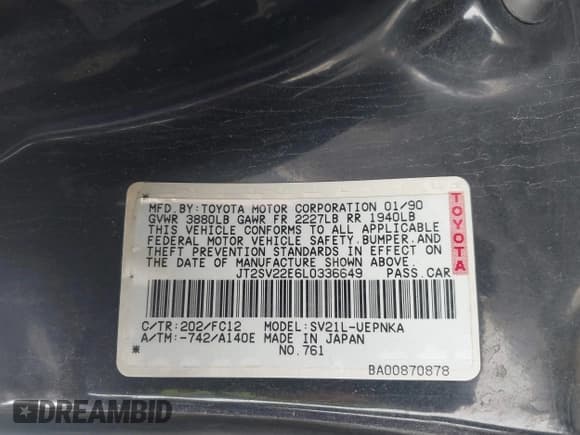 MFD.BY:TOYOTA MOTOR CORPORATION 01/90
GVWR 3880LB GAWR FR 2227LB RR 1940LB
THIS VEHICLE CONFORMS TO ALL APPLICABLE
FEDERAL MOTOR VEHICLE SAFETY.BUMPER.AND
THEFT PREVENTION STANDARDS IN EFFECT ON
THE DATE OF MANUFACTURE SHOWN ABOVE.
JT2SV22E6L0336649 PASS.CAR
TOYOTA
C/TR:202/FC12 MODEL:SV21L-UEPNKA
A/TM:-742/A140E MADE IN JAPAN
* NO.761
BA00870878
DREAMBID